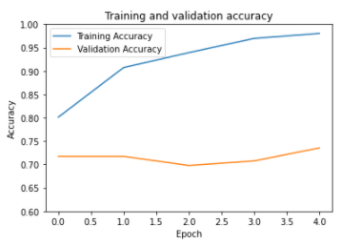 Training and validation accuracy
Training Accuracy
Validation Accuracy
Accuracy
1.00
0.95
0.90
0.85
0.80
0.75
0.70
0.65
0.60
0.0 0.5 1.0 1.5 2.0 2.5 3.0 3.5 4.0
Epoch